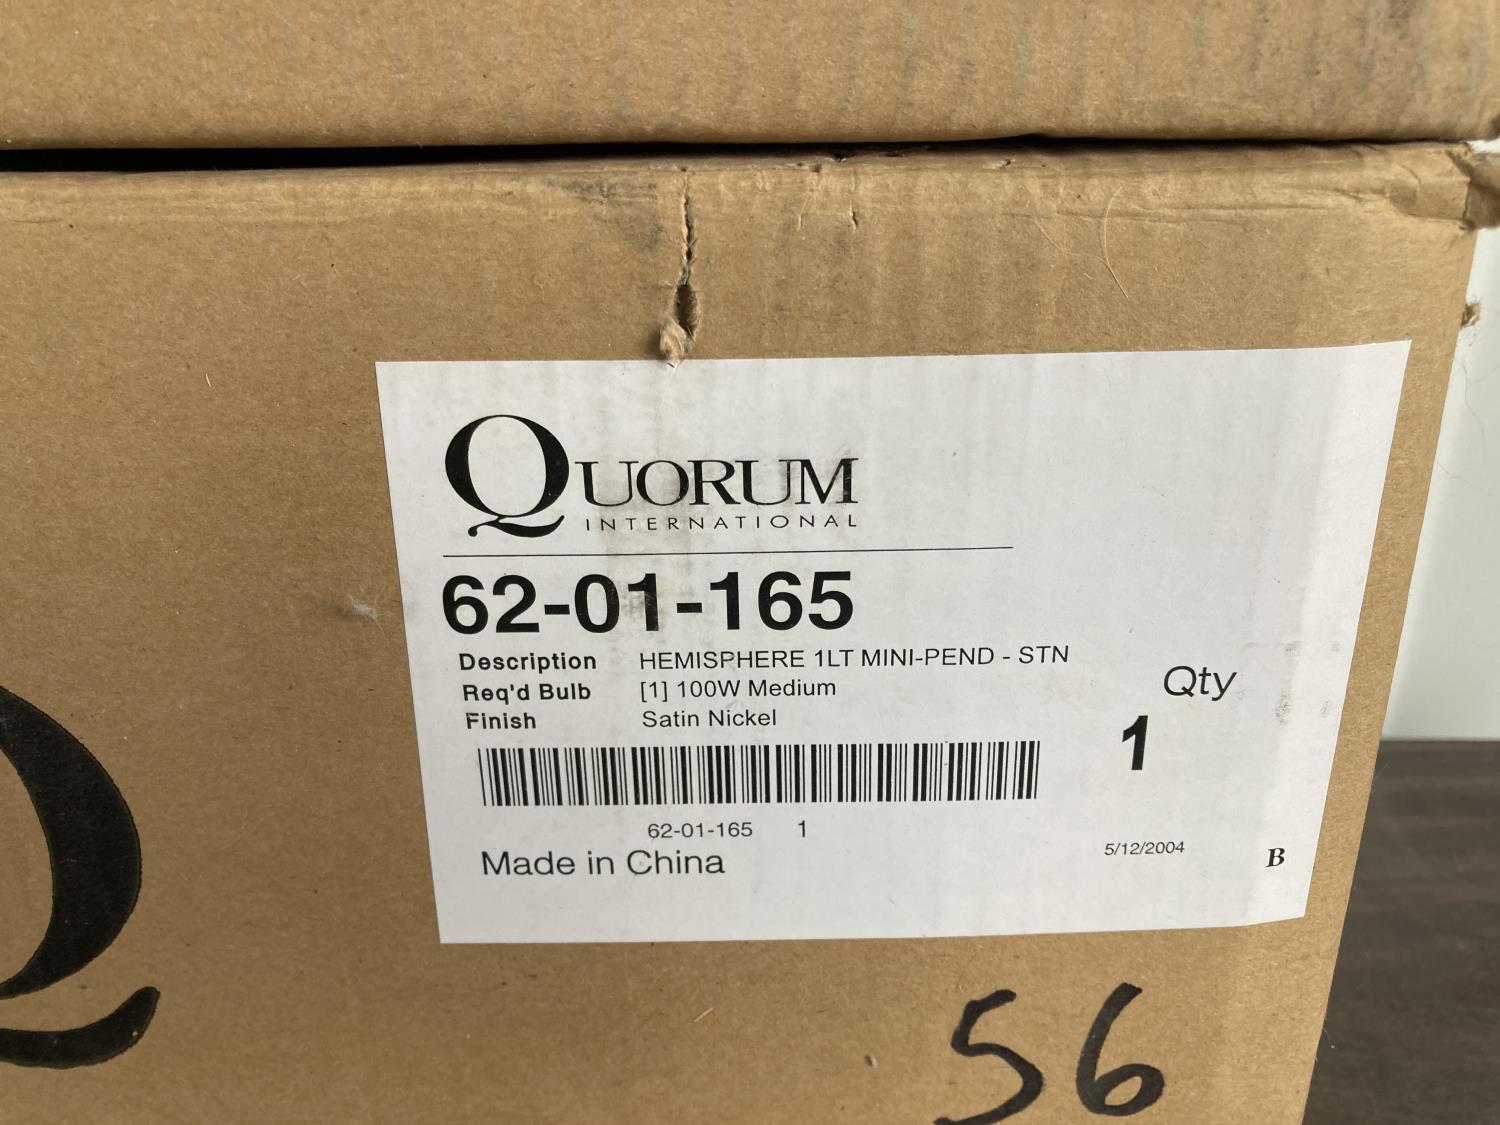 QUORUM
INTERNATIONAL
62-01-165
Description HEMISPHERE 1LT MINI-PEND - STN
Req'd Bulb [1] 100W Medium
Finish Satin Nickel
Qty
1
62-01-165 1
Made in China
5/12/2004
B
Q
56